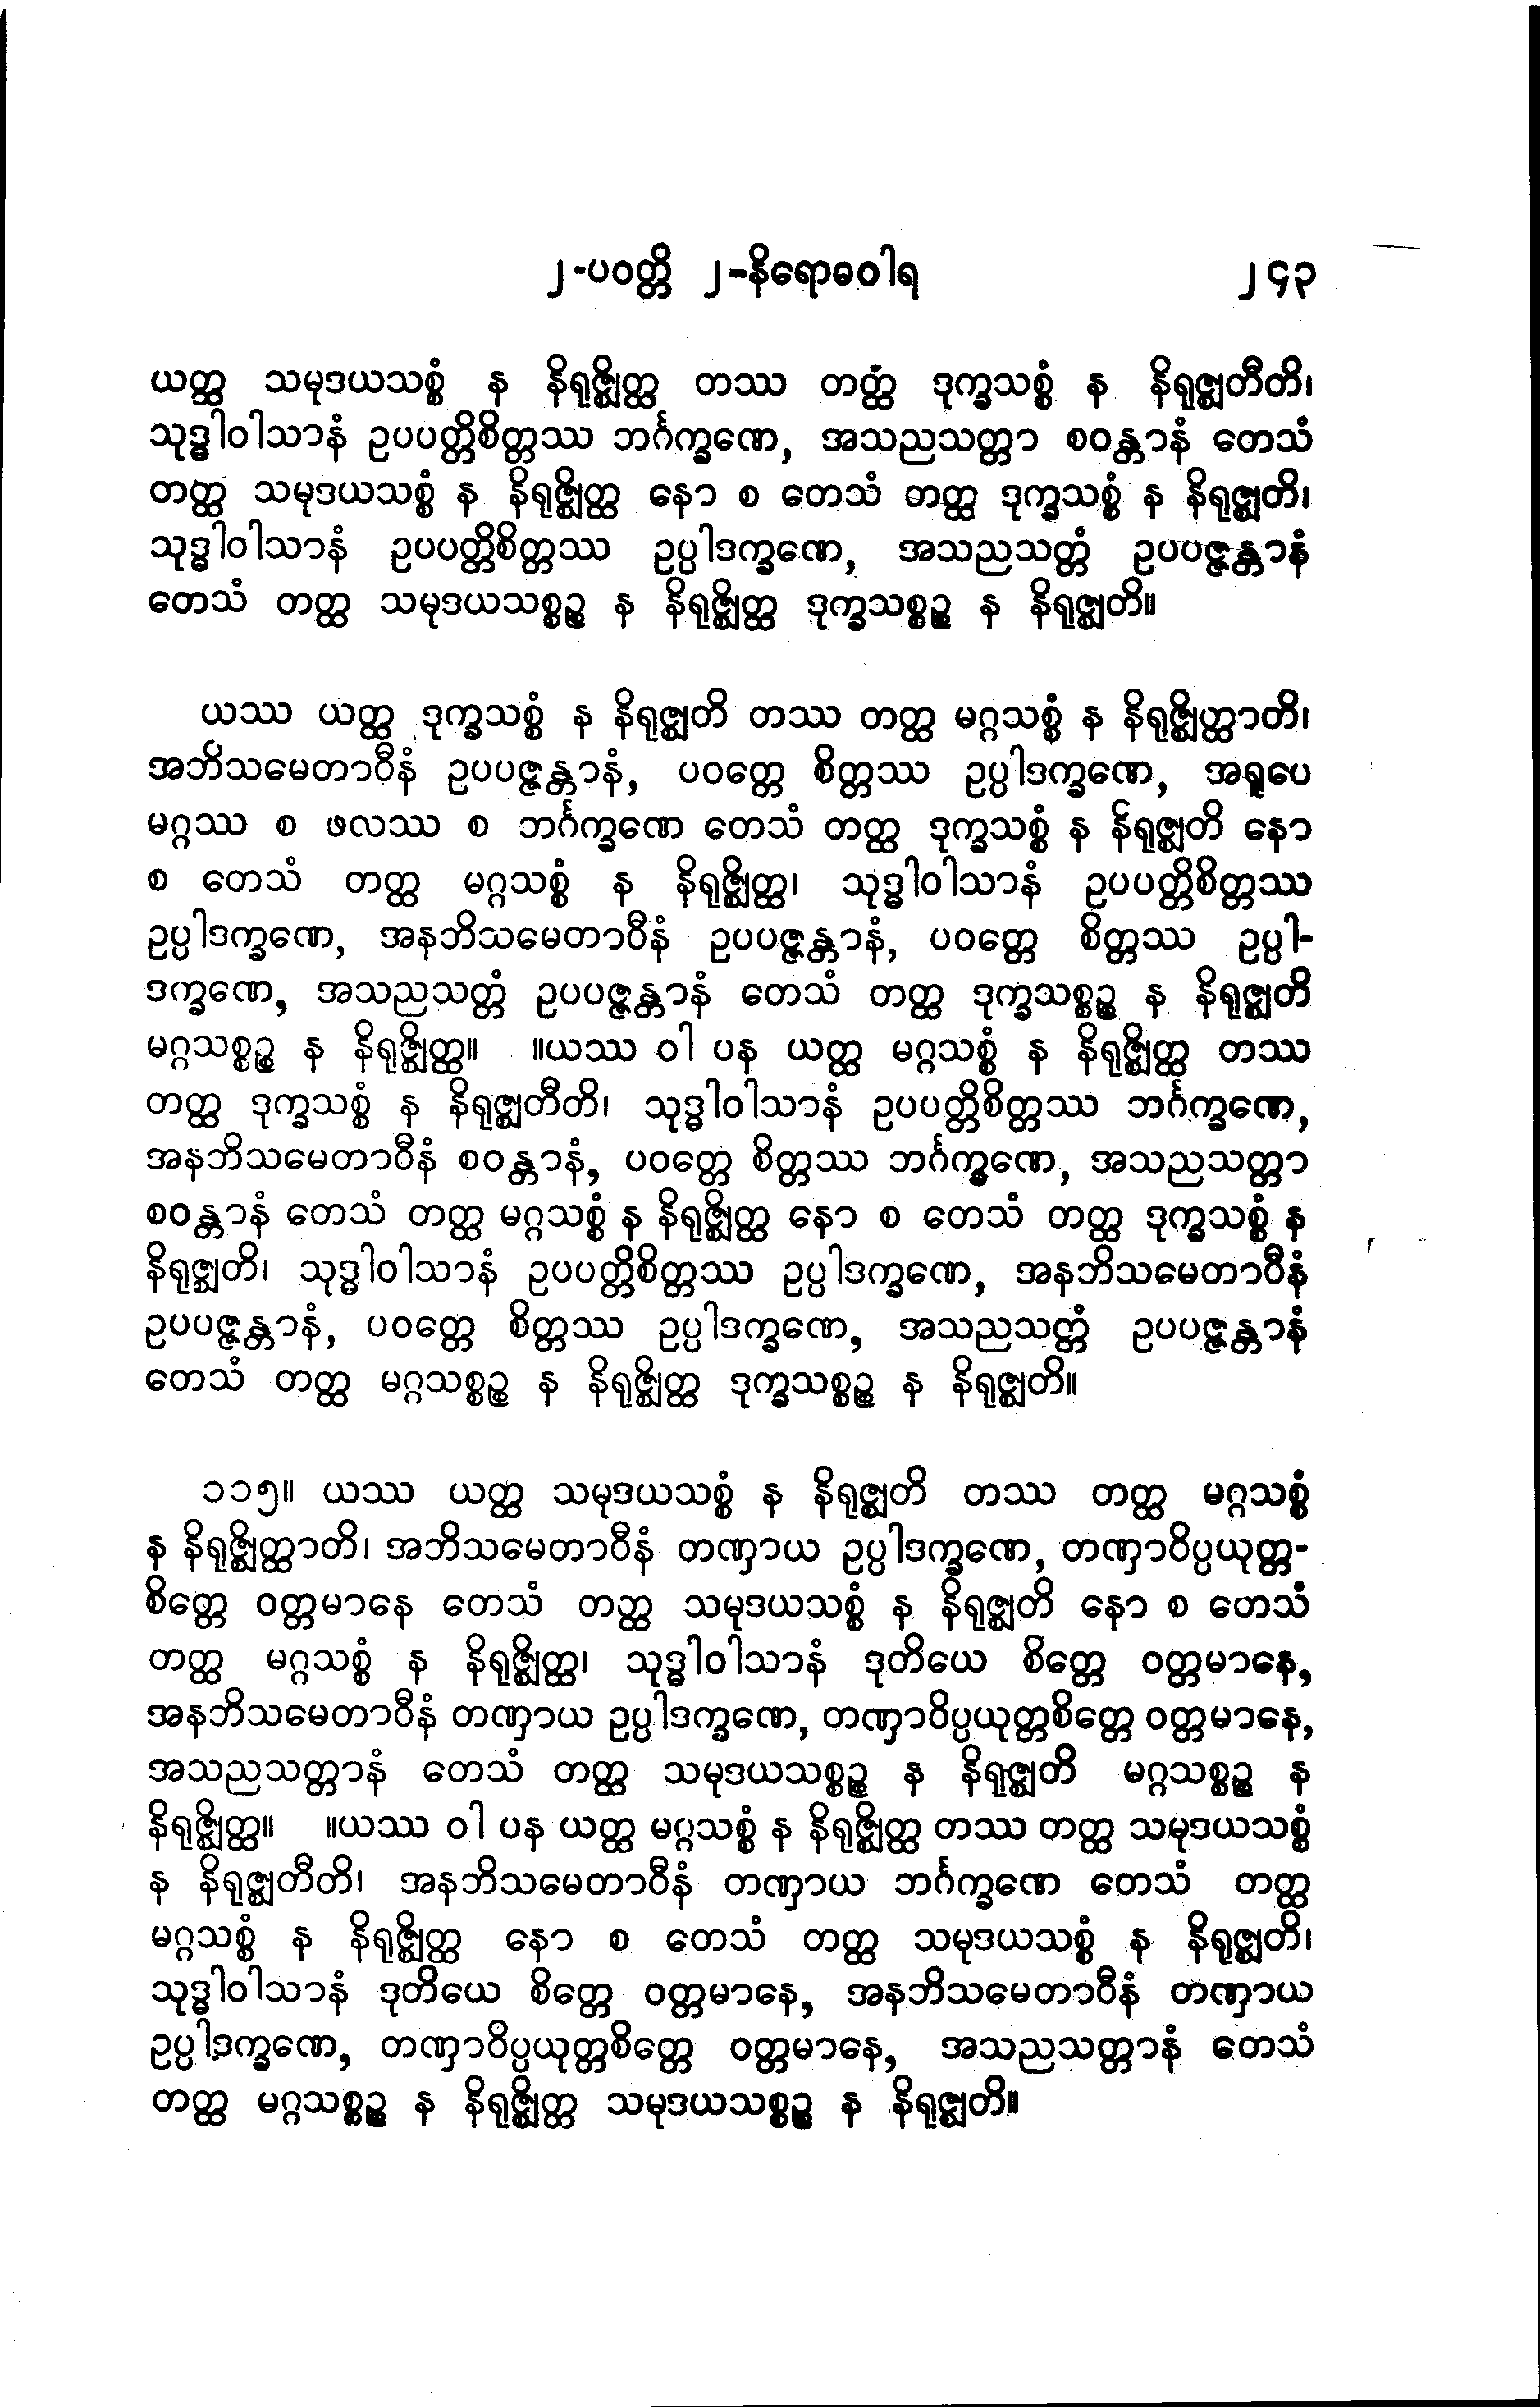 ၂-ပဝတ္တိ ၂-နိရောဓဝါရ ၂၄၃
ယတ္ထ သမုဒယသစ္စံ န နိရုဇ္ဈိတ္ထ တဿ တတ္ထံ ဒုက္ခသစ္စံ န နိရုဇ္ဈတီတိ၊
သုဒ္ဓါဝါသာနံ ဥပပတ္တိစိတ္တဿ ဘင်္ဂက္ခဏေ, အသညသတ္တာ စဝန္တာနံ တေသံ
တတ္ထ သမုဒယသစ္စံ န နိရုဇ္ဈိတ္ထ နော စ တေသံ တတ္ထ ဒုက္ခသစ္စံ န နိရုဇ္ဈတိ၊
သုဒ္ဓါဝါသာနံ ဥပပတ္တိစိတ္တဿ ဥပ္ပါဒက္ခဏေ, အသညသတ္တံ ဥပပဇ္ဇန္တာနံ
တေသံ တတ္ထ သမုဒယသစ္စဉ္စ န နိရုဇ္ဈိတ္ထ ဒုက္ခသစ္စဉ္စ န နိရုဇ္ဈတိ။
ယဿ ယတ္ထ ဒုက္ခသစ္စံ န နိရုဇ္ဈတိ တဿ တတ္ထ မဂ္ဂသစ္စံ န နိရုဇ္ဈိတ္ထာတိ၊
အဘိသမေတာဝီနံ ဥပပဇ္ဇန္တာနံ, ပဝတ္တေ စိတ္တဿ ဥပ္ပါဒက္ခဏေ, အရူပေ
မဂ္ဂဿ စ ဖလဿ စ ဘင်္ဂက္ခဏေ တေသံ တတ္ထ ဒုက္ခသစ္စံ န နိရုဇ္ဈတိ နော
စ တေသံ တတ္ထ မဂ္ဂသစ္စံ န နိရုဇ္ဈိတ္ထ၊ သုဒ္ဓါဝါသာနံ ဥပပတ္တိစိတ္တဿ
ဥပ္ပါဒက္ခဏေ, အနဘိသမေတာဝီနံ ဥပပဇ္ဇန္တာနံ, ပဝတ္တေ စိတ္တဿ ဥပ္ပါ-
ဒက္ခဏေ, အသညသတ္တံ ဥပပဇ္ဇန္တာနံ တေသံ တတ္ထ ဒုက္ခသစ္စဉ္စ န နိရုဇ္ဈတိ
မဂ္ဂသစ္စဉ္စ န နိရုဇ္ဈိတ္ထ။ ။ယဿ ဝါ ပန ယတ္ထ မဂ္ဂသစ္စံ န နိရုဇ္ဈိတ္ထ တဿ
တတ္ထ ဒုက္ခသစ္စံ န နိရုဇ္ဈတီတိ၊ သုဒ္ဓါဝါသာနံ ဥပပတ္တိစိတ္တဿ ဘင်္ဂက္ခဏေ,
အနဘိသမေတာဝီနံ စဝန္တာနံ, ပဝတ္တေ စိတ္တဿ ဘင်္ဂက္ခဏေ, အသညသတ္တာ
စဝန္တာနံ တေသံ တတ္ထ မဂ္ဂသစ္စံ န နိရုဇ္ဈိတ္ထ နော စ တေသံ တတ္ထ ဒုက္ခသစ္စံ န
နိရုဇ္ဈတိ၊ သုဒ္ဓါဝါသာနံ ဥပပတ္တိစိတ္တဿ ဥပ္ပါဒက္ခဏေ, အနဘိသမေတာဝီနံ
ဥပပဇ္ဇန္တာနံ, ပဝတ္တေ စိတ္တဿ ဥပ္ပါဒက္ခဏေ, အသညသတ္တံ ဥပပဇ္ဇန္တာနံ
တေသံ တတ္ထ မဂ္ဂသစ္စဉ္စ န နိရုဇ္ဈိတ္ထ ဒုက္ခသစ္စဉ္စ န နိရုဇ္ဈတိ။
၁၁၅။ ယဿ ယတ္ထ သမုဒယသစ္စံ န နိရုဇ္ဈတိ တဿ တတ္ထ မဂ္ဂသစ္စံ
န နိရုဇ္ဈိတ္ထာတိ၊ အဘိသမေတာဝီနံ တဏှာယ ဥပ္ပါဒက္ခဏေ, တဏှာဝိပ္ပယုတ္တ-
စိတ္တေ ဝတ္တမာနေ တေသံ တတ္ထ သမုဒယသစ္စံ န နိရုဇ္ဈတိ နော စ တေသံ
တတ္ထ မဂ္ဂသစ္စံ န နိရုဇ္ဈိတ္ထ၊ သုဒ္ဓါဝါသာနံ ဒုတိယေ စိတ္တေ ဝတ္တမာနေ,
အနဘိသမေတာဝီနံ တဏှာယ ဥပ္ပါဒက္ခဏေ, တဏှာဝိပ္ပယုတ္တစိတ္တေ ဝတ္တမာနေ,
အသညသတ္တာနံ တေသံ တတ္ထ သမုဒယသစ္စဉ္စ န နိရုဇ္ဈတိ မဂ္ဂသစ္စဉ္စ န
နိရုဇ္ဈိတ္ထ။ ။ယဿ ဝါ ပန ယတ္ထ မဂ္ဂသစ္စံ န နိရုဇ္ဈိတ္ထ တဿ တတ္ထ သမုဒယသစ္စံ
န နိရုဇ္ဈတီတိ၊ အနဘိသမေတာဝီနံ တဏှာယ ဘင်္ဂက္ခဏေ တေသံ တတ္ထ
မဂ္ဂသစ္စံ န နိရုဇ္ဈိတ္ထ နော စ တေသံ တတ္ထ သမုဒယသစ္စံ န နိရုဇ္ဈတိ၊
သုဒ္ဓါဝါသာနံ ဒုတိယေ စိတ္တေ ဝတ္တမာနေ, အနဘိသမေတာဝီနံ တဏှာယ
ဥပ္ပါဒက္ခဏေ, တဏှာဝိပ္ပယုတ္တစိတ္တေ ဝတ္တမာနေ, အသညသတ္တာနံ တေသံ
တတ္ထ မဂ္ဂသစ္စဉ္စ န နိရုဇ္ဈိတ္ထ သမုဒယသစ္စဉ္စ န နိရုဇ္ဈတိ။